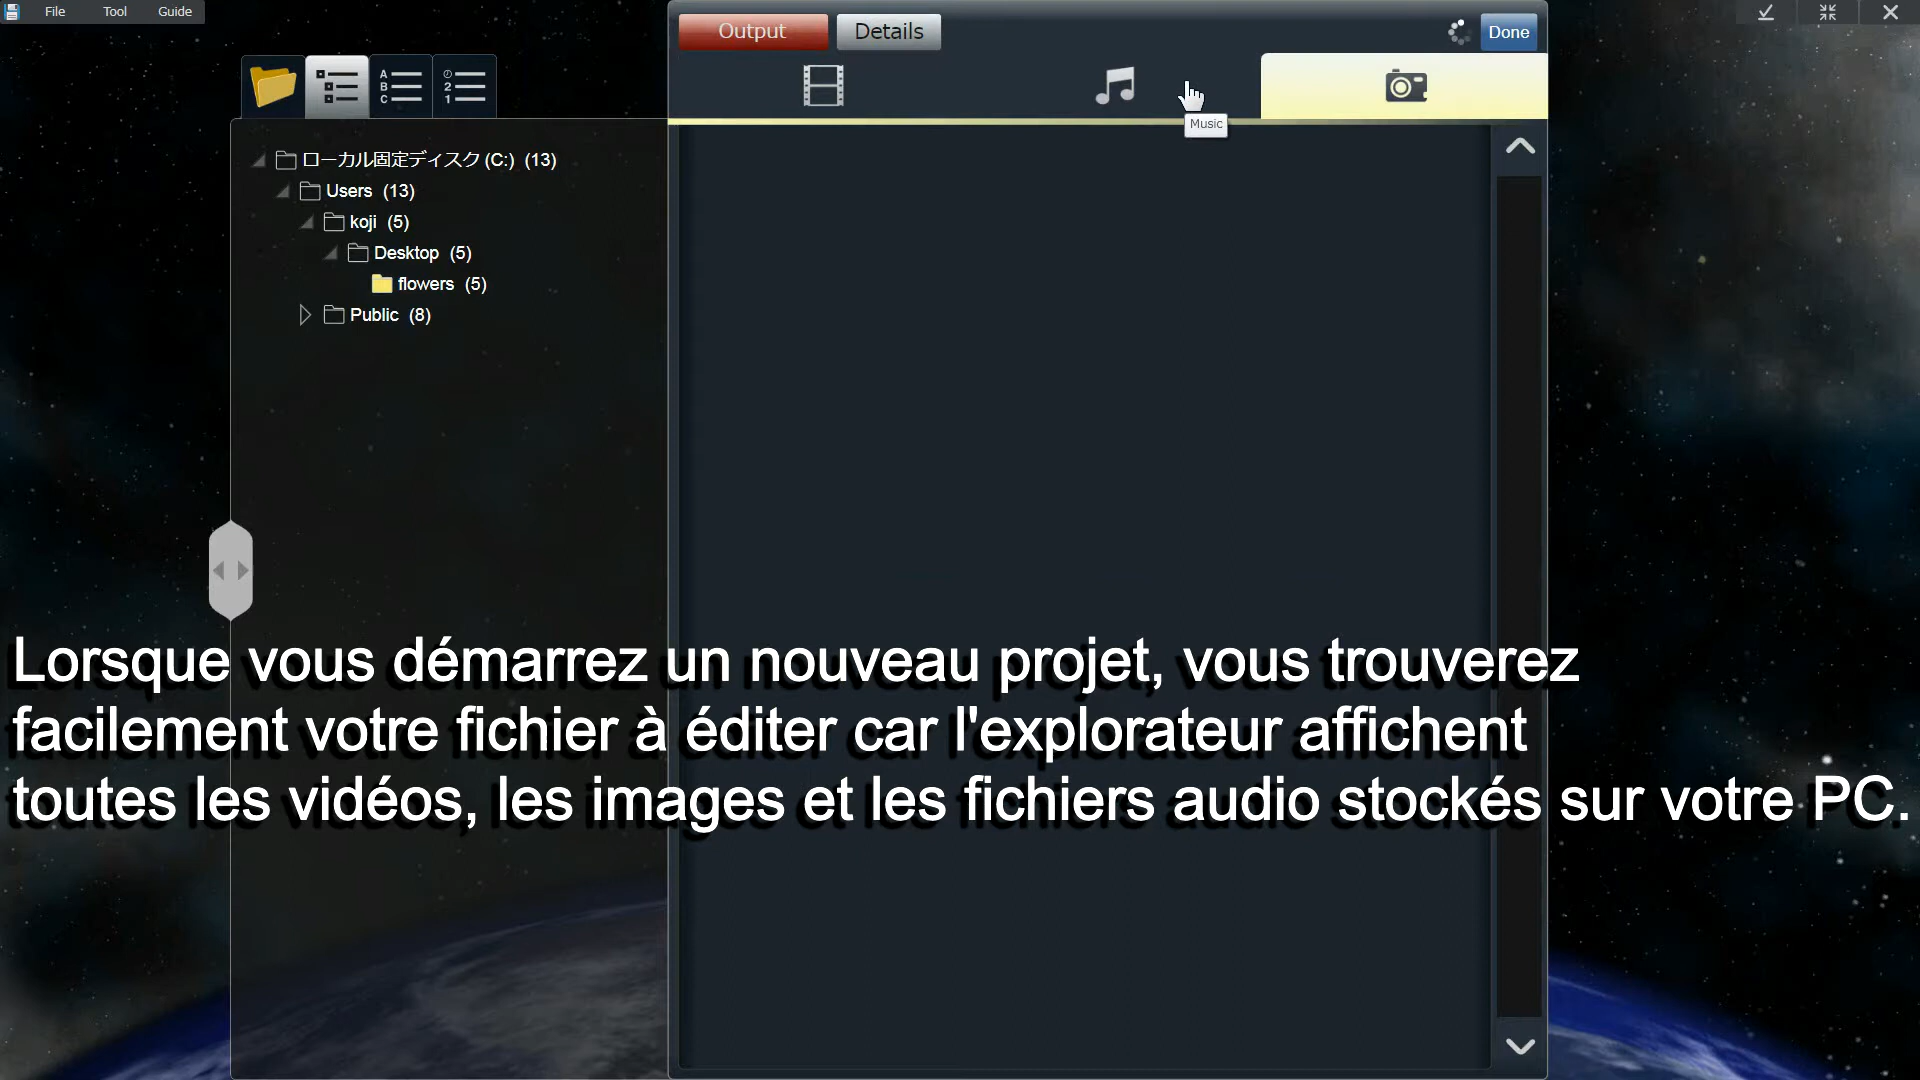 File Tool Guide
Output Details Done
Music
ローカル固定ディスク (C:) (13)
Users (13)
koji (5)
Desktop (5)
flowers (5)
Public (8)
Lorsque vous démarrez un nouveau projet, vous trouverez
facilement votre fichier à éditer car l'explorateur affichent
toutes les vidéos, les images et les fichiers audio stockés sur votre PC.